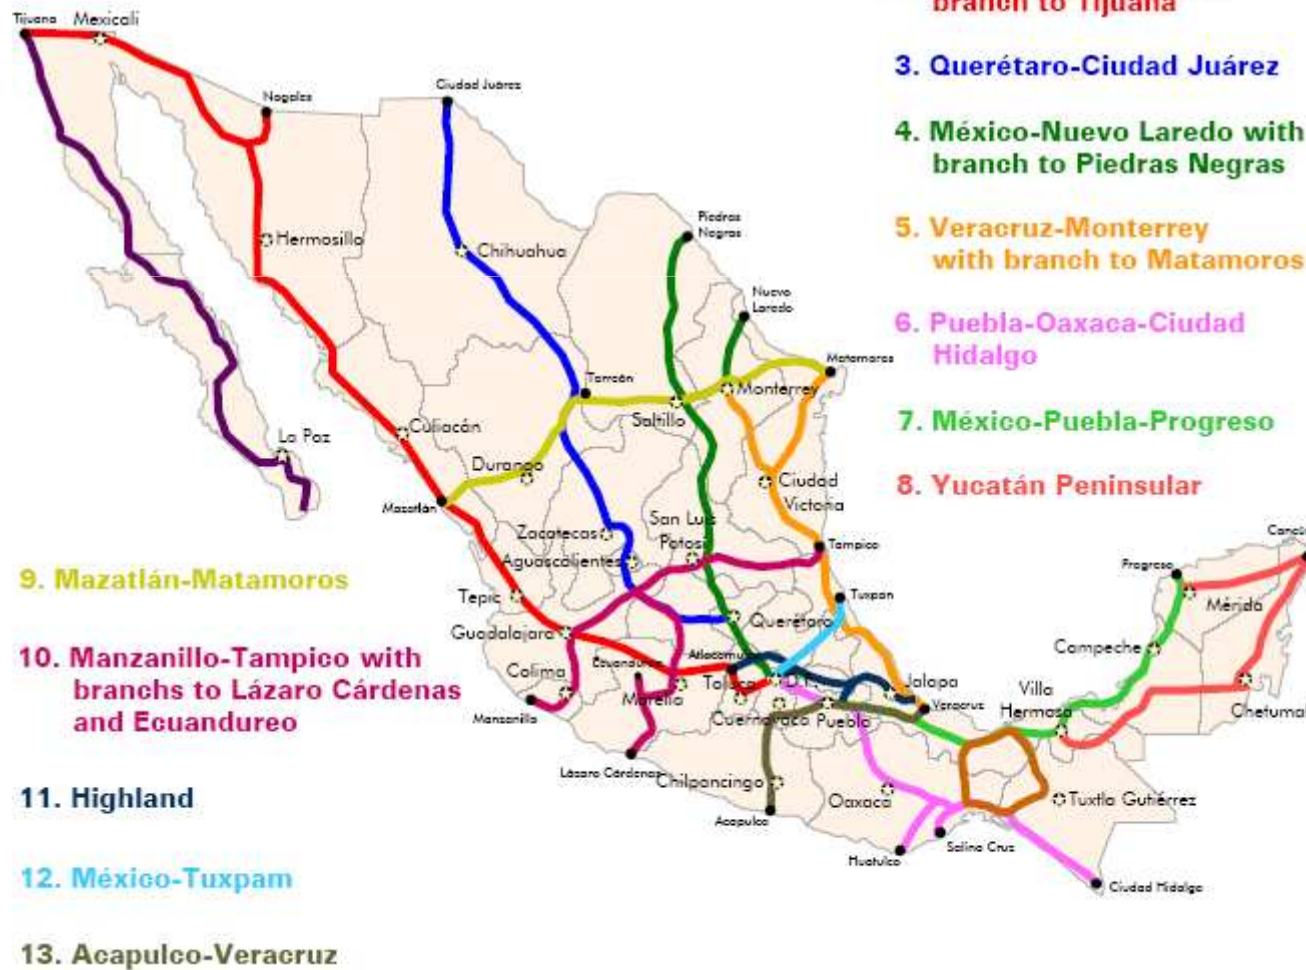 branch to Tijuana
3. Querétaro-Ciudad Juárez
4. México-Nuevo Laredo with
branch to Piedras Negras
5. Veracruz-Monterrey
with branch to Matamoros
6. Puebla-Oaxaca-Ciudad
Hidalgo
7. México-Puebla-Progreso
8. Yucatán Peninsular
Tijuana
Mexicali
Nogales
Ciudad Juárez
Hermosillo
Chihuahua
Piedras
Negras
Nuevo
Laredo
Matamoros
Torreón
Monterrey
Saltillo
La Paz
Culiacán
Durango
Ciudad
Victoria
Mazatlán
Zacatecas
San Luis
Potosí
Aguascalientes
Tampico
Tepic
Tuxpan
Guadalajara
Querétaro
Colima
Ecuandureo
Atlacomulco
Manzanillo
Morelia
Toluca
D.F.
Jalapa
Cuernavaca
Puebla
Veracruz
Lázaro Cárdenas
Chilpancingo
Acapulco
Oaxaca
Huatulco
Salina Cruz
Tuxtla Gutiérrez
Ciudad Hidalgo
Villa
Hermosa
Campeche
Progreso
Mérida
Chetumal
9. Mazatlán-Matamoros
10. Manzanillo-Tampico with
branchs to Lázaro Cárdenas
and Ecuandureo
11. Highland
12. México-Tuxpam
13. Acapulco-Veracruz